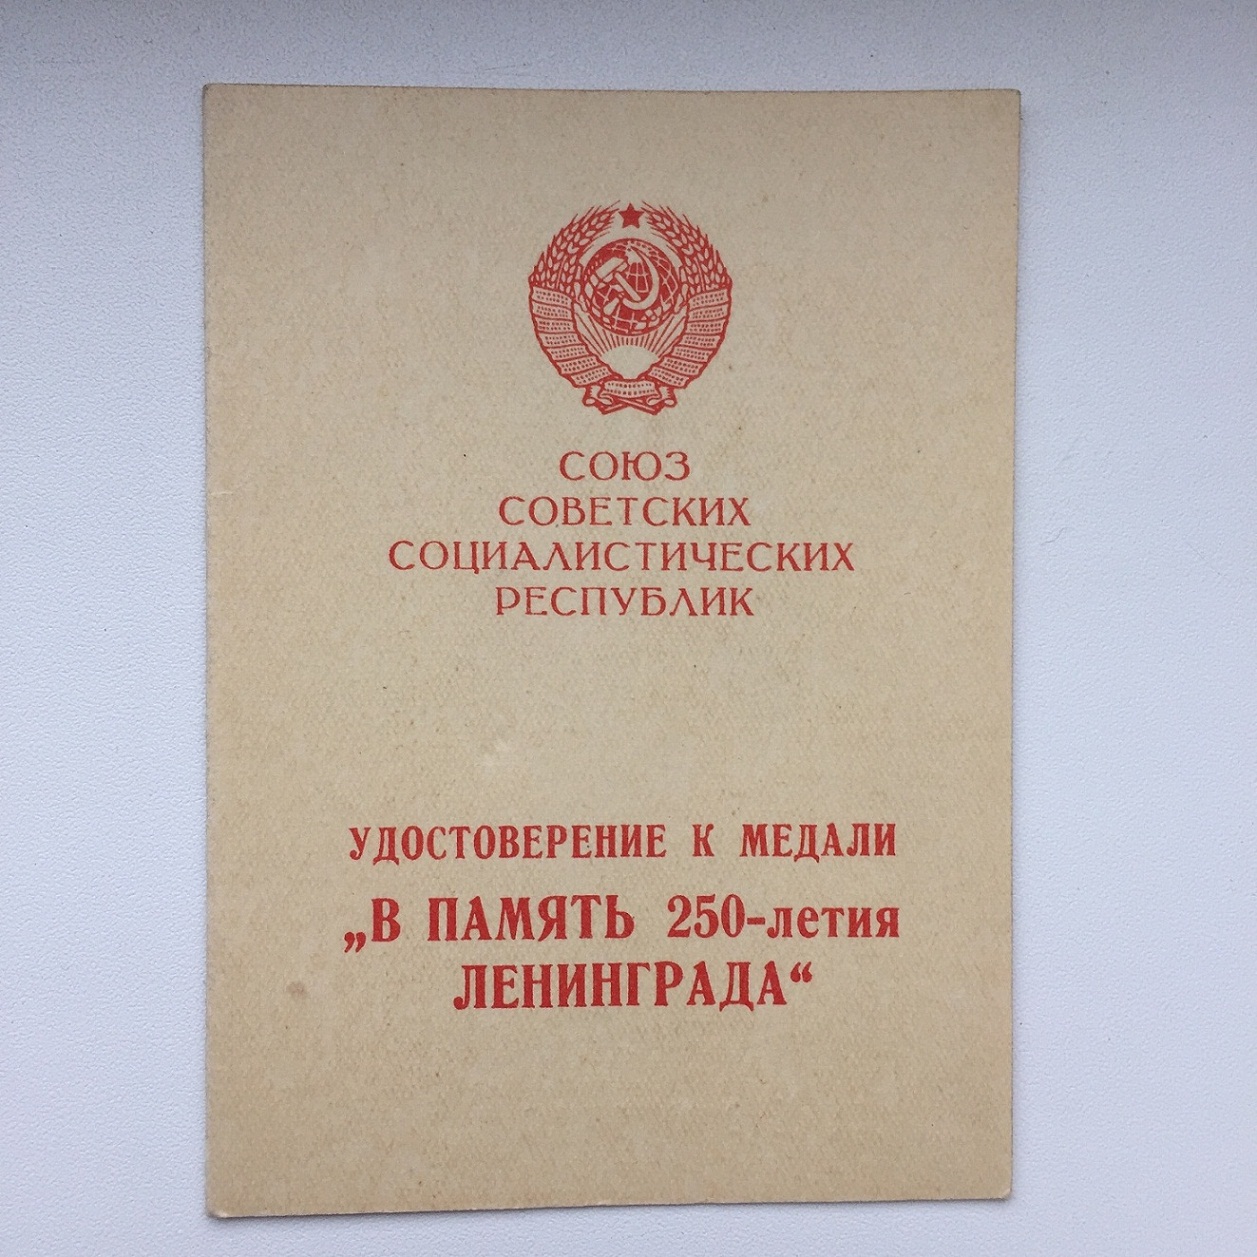 СОЮЗ
СОВЕТСКИХ
СОЦИАЛИСТИЧЕСКИХ
РЕСПУБЛИК
УДОСТОВЕРЕНИЕ К МЕДАЛИ
„В ПАМЯТЬ 250-летия
ЛЕНИНГРАДА“